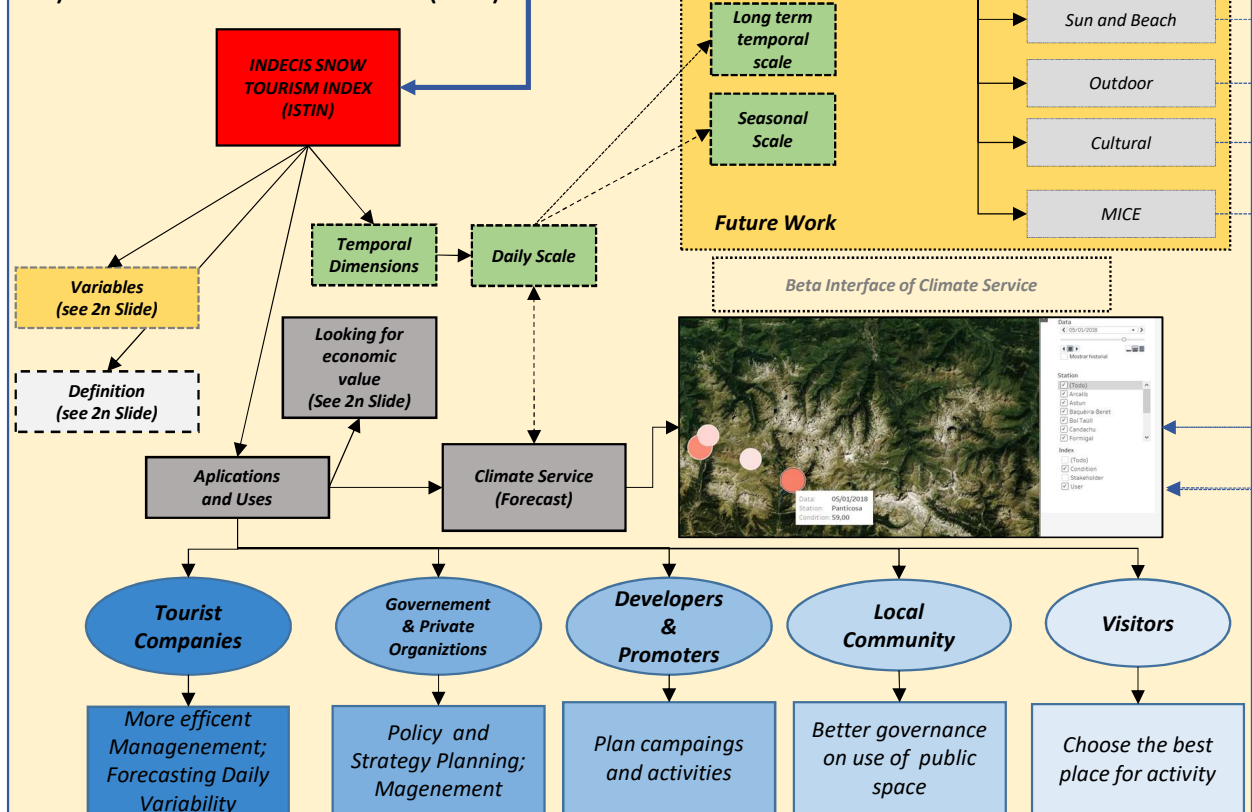 Long term
temporal
scale
Sun and Beach
INDECIS SNOW
TOURISM INDEX
(ISTIN)
Outdoor
Seasonal
Scale
Cultural
MICE
Future Work
Temporal
Dimensions
Daily Scale
Variables
(see 2n Slide)
Beta Interface of Climate Service
Looking for
economic
value
(See 2n Slide)
Definition
(see 2n Slide)
Data
05/01/2018
Mostrar historial
Station
(Todo)
Arcalís
Astun
Baqueira-Beret
Boí Taüll
Candachu
Formigal
Index
(Todo)
Condition
Stakeholder
User
Data: 05/01/2018
Station: Panticosa
Condition: 59,00
Aplications
and Uses
Climate Service
(Forecast)
Tourist
Companies
Governement
& Private
Organiztions
Developers
&
Promoters
Local
Community
Visitors
More efficent
Managenement;
Forecasting Daily
Variability
Policy and
Strategy Planning;
Magenement
Plan campaings
and activities
Better governance
on use of public
space
Choose the best
place for activity